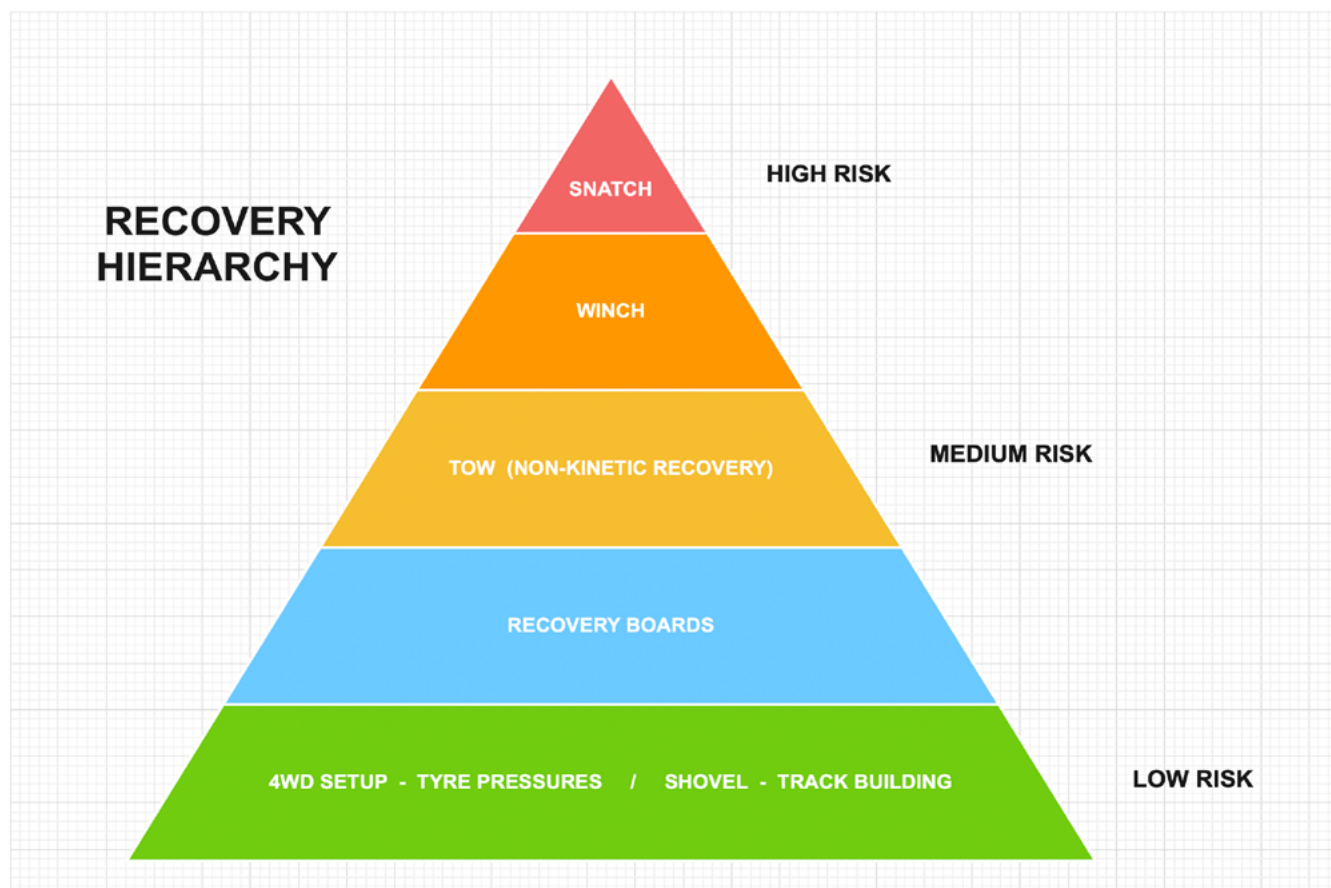 RECOVERY
HIERARCHY
SNATCH
HIGH RISK
WINCH
TOW  (NON-KINETIC RECOVERY)
MEDIUM RISK
RECOVERY BOARDS
4WD SETUP  -  TYRE PRESSURES    /    SHOVEL  -  TRACK BUILDING
LOW RISK